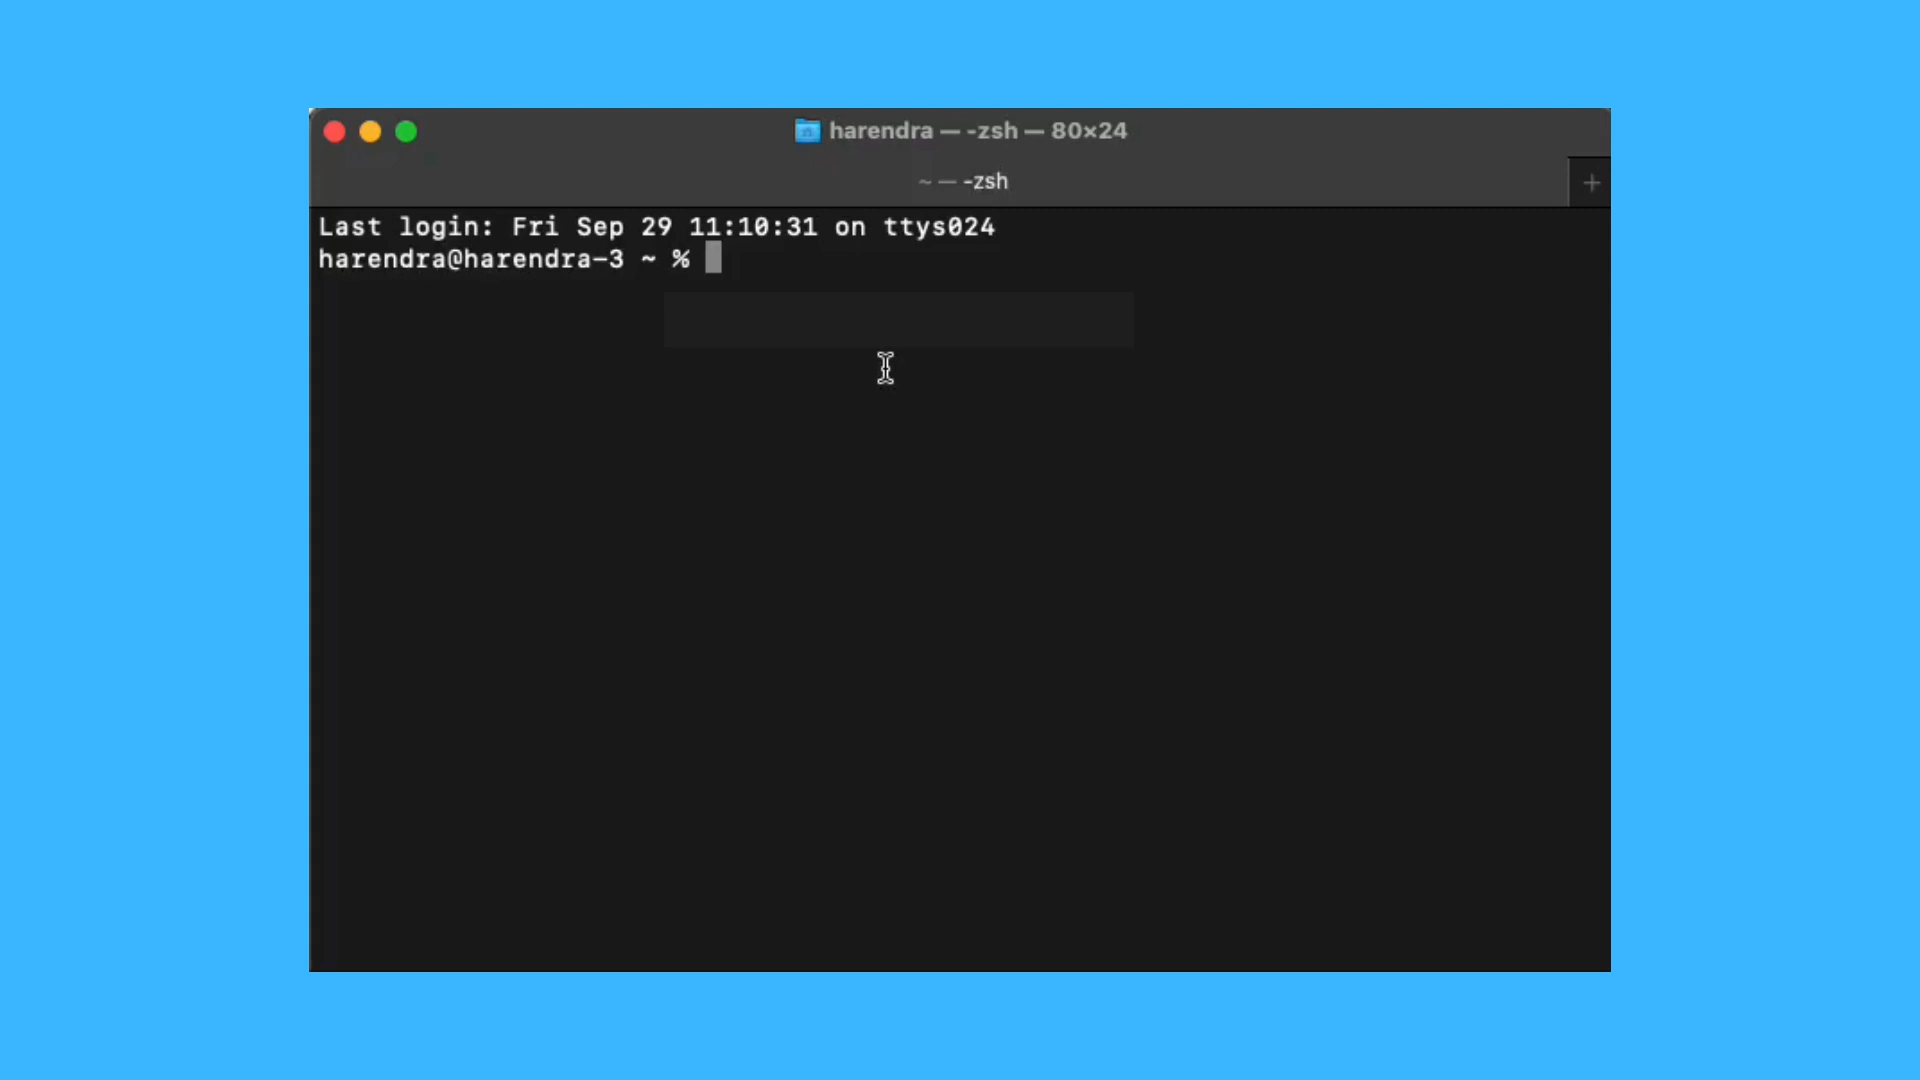 harendra — -zsh — 80×24
~ — -zsh
+
Last login: Fri Sep 29 11:10:31 on ttys024
harendra@harendra-3 ~ %